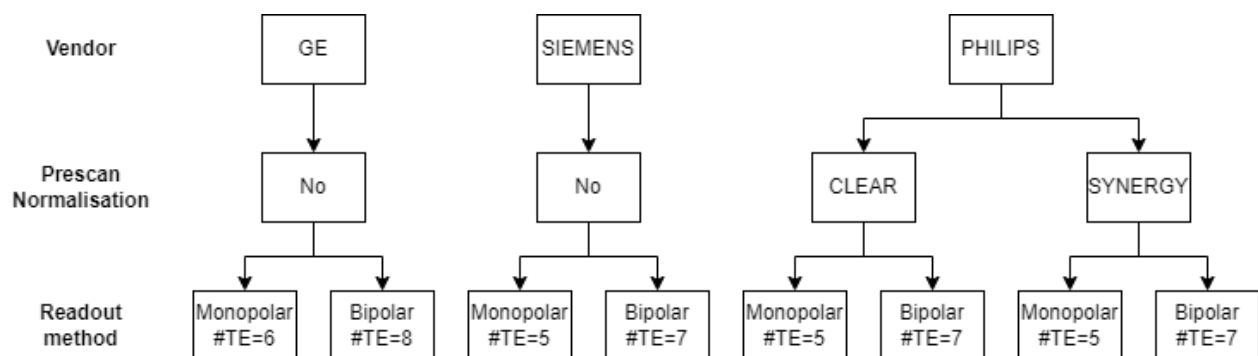 Vendor
GE
SIEMENS
PHILIPS
Prescan
Normalisation
No
No
CLEAR
SYNERGY
Readout
method
Monopolar
#TE=6
Bipolar
#TE=8
Monopolar
#TE=5
Bipolar
#TE=7
Monopolar
#TE=5
Bipolar
#TE=7
Monopolar
#TE=5
Bipolar
#TE=7